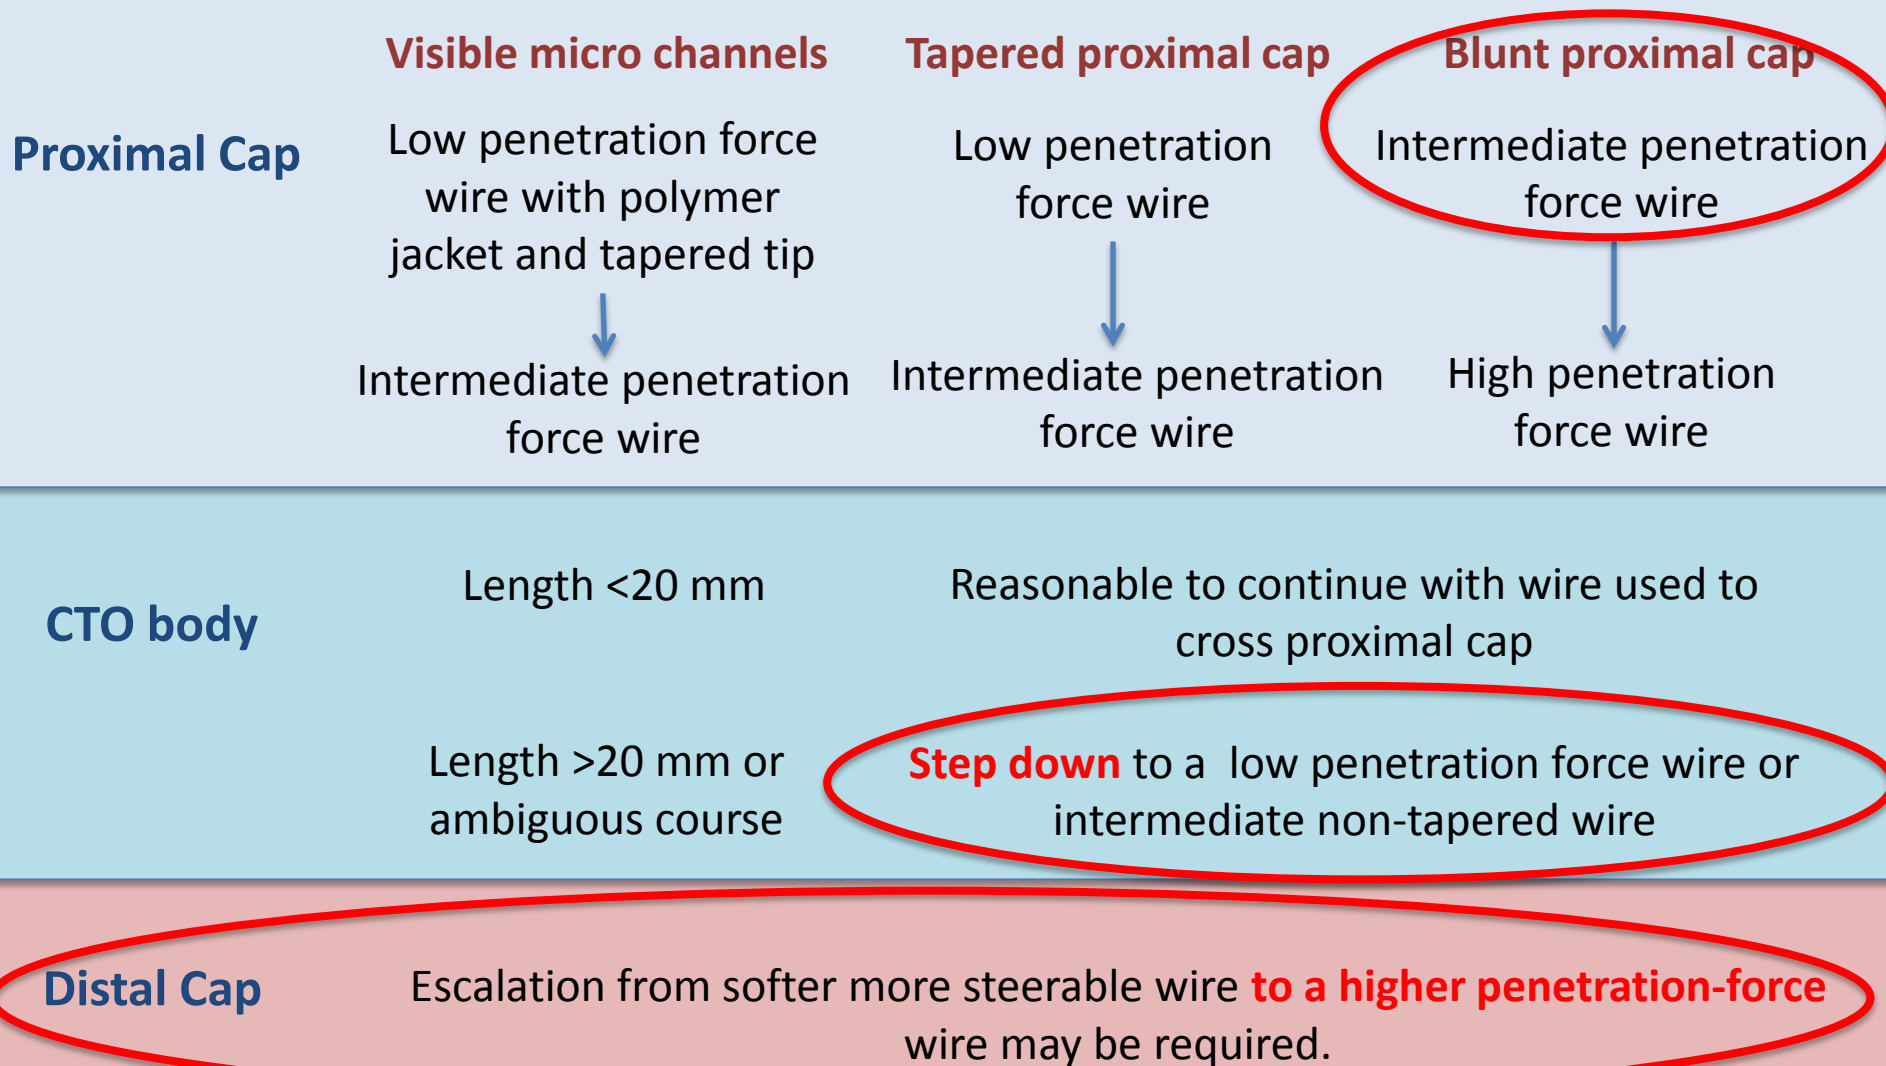 Proximal Cap
Visible micro channels
Low penetration force
wire with polymer
jacket and tapered tip
Intermediate penetration
force wire
Tapered proximal cap
Low penetration
force wire
Intermediate penetration
force wire
Blunt proximal cap
Intermediate penetration
force wire
High penetration
force wire
CTO body
Length <20 mm
Reasonable to continue with wire used to
cross proximal cap
Length >20 mm or
ambiguous course
Step down to a low penetration force wire or
intermediate non-tapered wire
Distal Cap
Escalation from softer more steerable wire to a higher penetration-force
wire may be required.